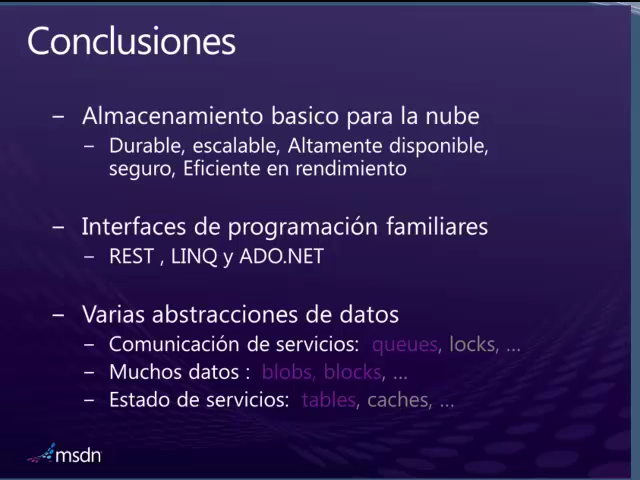 Conclusiones
– Almacenamiento basico para la nube
– Durable, escalable, Altamente disponible,
seguro, Eficiente en rendimiento
– Interfaces de programación familiares
– REST , LINQ y ADO.NET
– Varias abstracciones de datos
– Comunicación de servicios: queues, locks, ...
– Muchos datos : blobs, blocks, ...
– Estado de servicios: tables, caches, ...
msdn